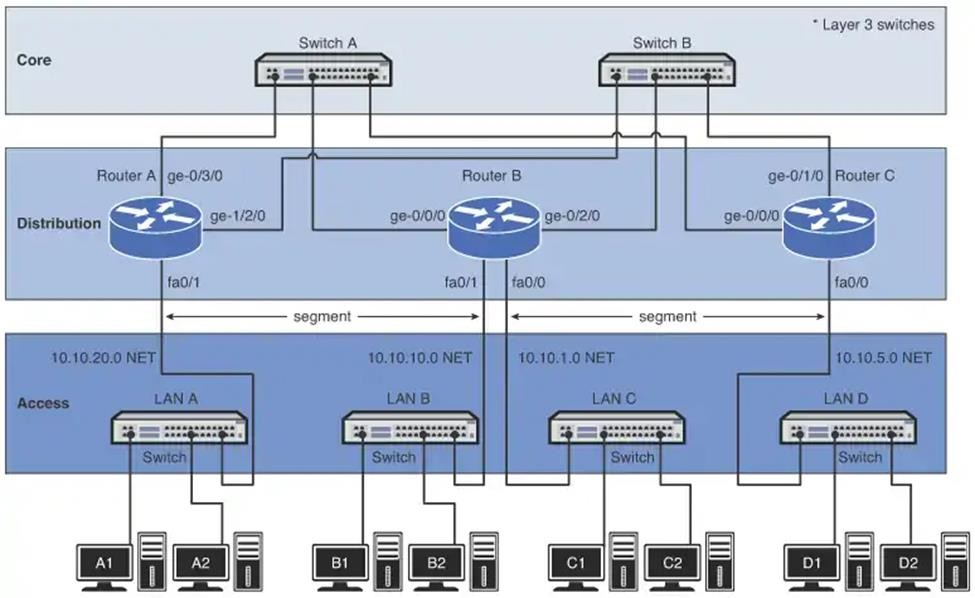 * Layer 3 switches
Switch A
Switch B
Core
Router A
ge-0/3/0
Router B
ge-0/1/0
Router C
Distribution
ge-1/2/0
ge-0/0/0
ge-0/2/0
ge-0/0/0
fa0/1
fa0/1
fa0/0
fa0/0
segment
segment
10.10.20.0 NET
10.10.10.0 NET
10.10.1.0 NET
10.10.5.0 NET
Access
LAN A
LAN B
LAN C
LAN D
Switch
Switch
Switch
Switch
A1
A2
B1
B2
C1
C2
D1
D2